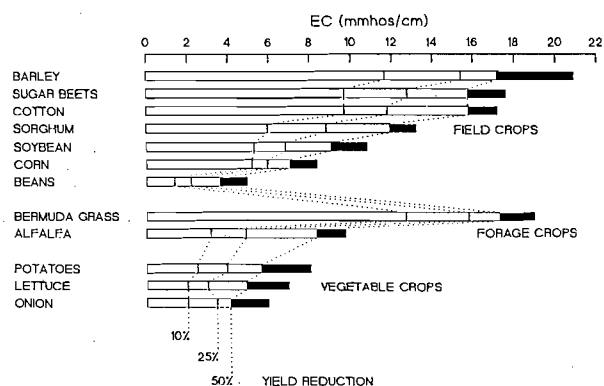 EC (mmhos/cm)
0 2 4 6 8 10 12 14 16 18 20 22
BARLEY
SUGAR BEETS
COTTON
SORGHUM
FIELD CROPS
SOYBEAN
CORN
BEANS
BERMUDA GRASS
ALFALFA
FORAGE CROPS
POTATOES
LETTUCE
VEGETABLE CROPS
ONION
10%
25%
50% YIELD REDUCTION